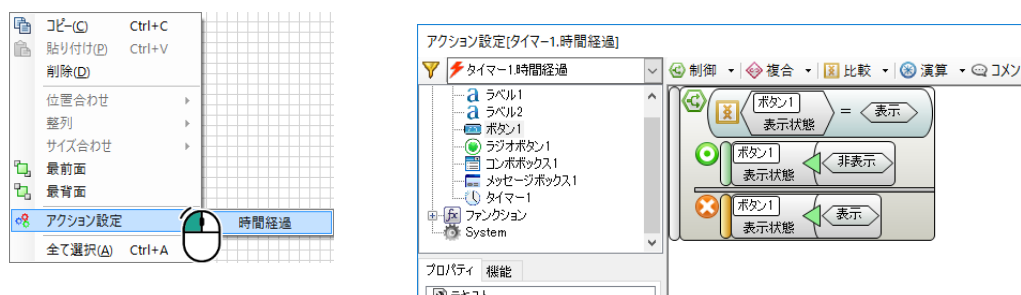 コピー(C) Ctrl+C
貼り付け(P) Ctrl+V
削除(D)
位置合わせ
整列
サイズ合わせ
最前面
最背面
アクション設定
時間経過
全て選択(A) Ctrl+A
アクション設定[タイマー1.時間経過]
タイマー1.時間経過
制御 複合 比較 演算 コメン
ラベル1
ラベル2
ボタン1
ラジオボタン1
コンボボックス1
メッセージボックス1
タイマー1
ファンクション
System
プロパティ 機能
テキスト
ボタン1
表示状態 = 表示
ボタン1
表示状態 非表示
ボタン1
表示状態 表示